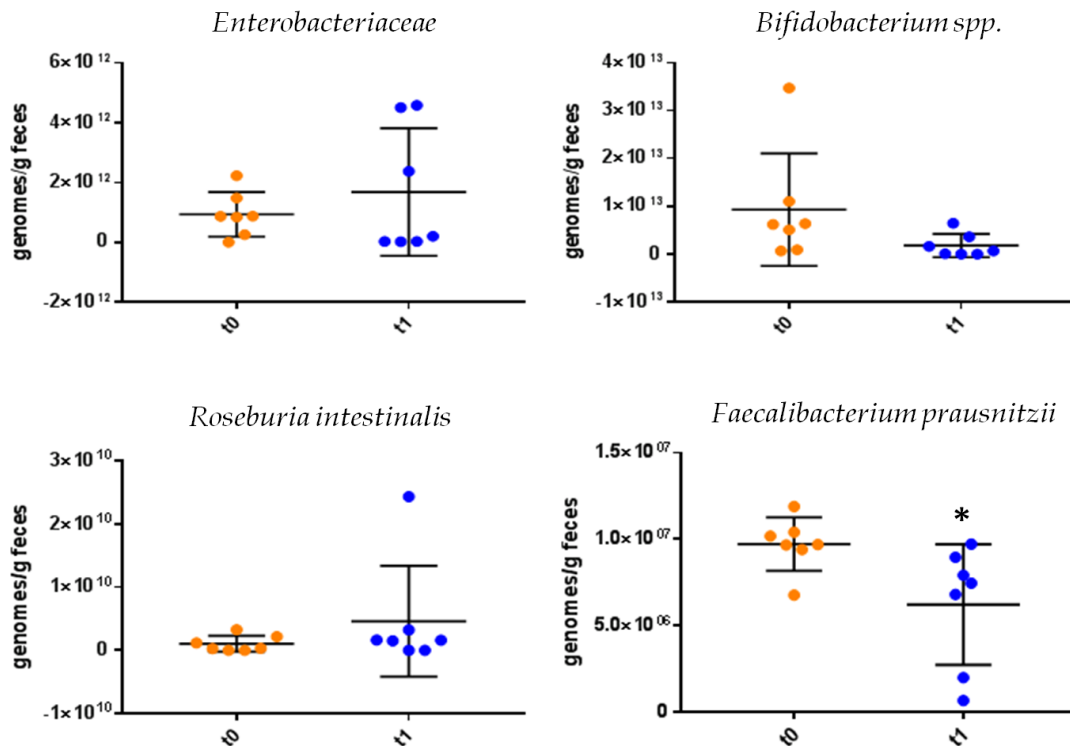 Enterobacteriaceae
genomes/g feces
6×10 12
4×10 12
2×10 12
0
-2×10 12
t0
t1
Bifidobacterium spp.
genomes/g feces
4×10 13
3×10 13
2×10 13
1×10 13
0
-1×10 13
t0
t1
Roseburia intestinalis
genomes/g feces
3×10 10
2×10 10
1×10 10
0
-1×10 10
t0
t1
Faecalibacterium prausnitzii
genomes/g feces
1.5×10 07
1.0×10 07
5.0×10 06
0
*
t0
t1